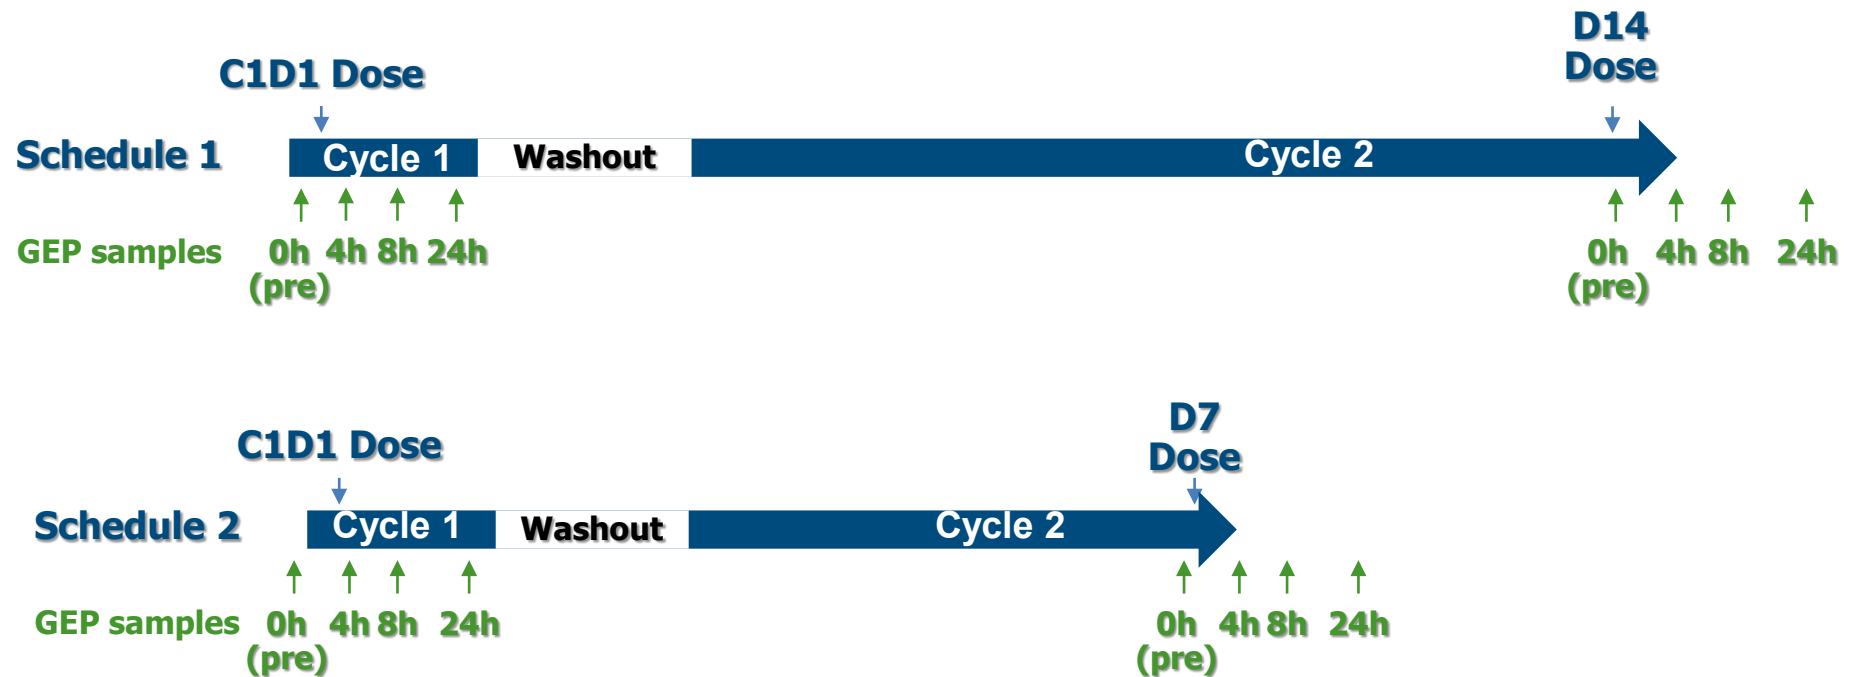 D14
Dose
C1D1 Dose
Schedule 1
Cycle 1
Washout
Cycle 2
GEP samples 0h 4h 8h 24h 0h 4h 8h 24h
(pre) (pre)
D7
Dose
C1D1 Dose
Schedule 2
Cycle 1
Washout
Cycle 2
GEP samples 0h 4h 8h 24h 0h 4h 8h 24h
(pre) (pre)